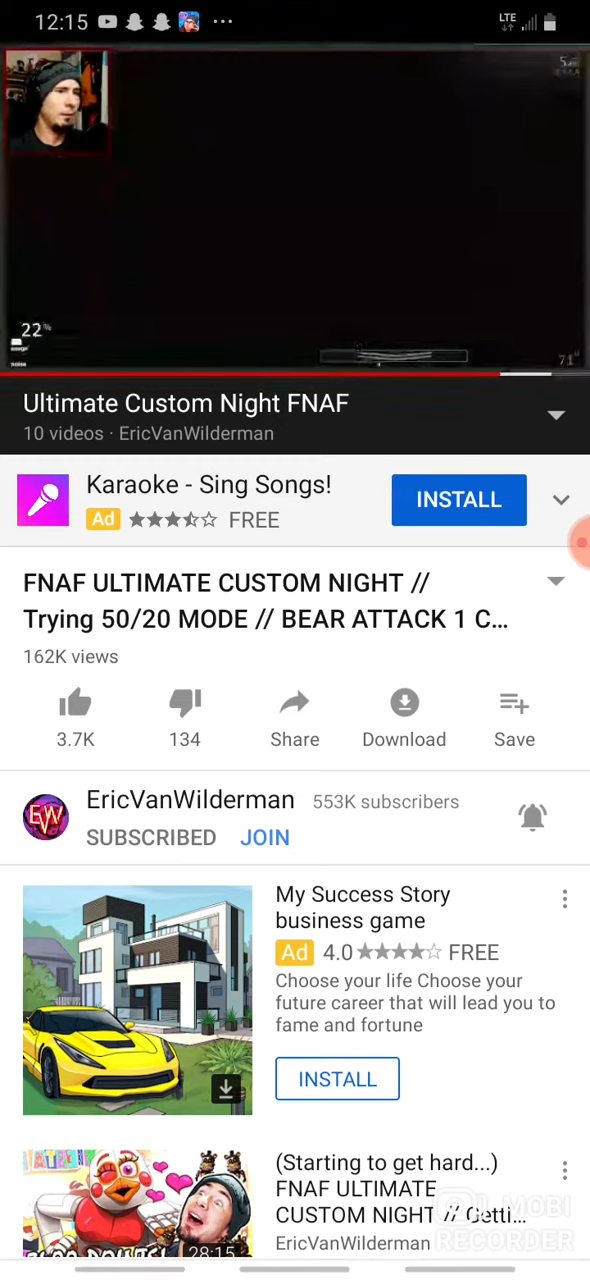 12:15
LTE
22%
noise
71°
Ultimate Custom Night FNAF
10 videos · EricVanWilderman
Karaoke - Sing Songs!
Ad FREE
INSTALL
FNAF ULTIMATE CUSTOM NIGHT //
Trying 50/20 MODE // BEAR ATTACK 1 C...
162K views
3.7K 134 Share Download Save
EW
EricVanWilderman 553K subscribers
SUBSCRIBED JOIN
My Success Story
business game
Ad 4.0 FREE
Choose your life Choose your
future career that will lead you to
fame and fortune
INSTALL
28:15
(Starting to get hard...)
FNAF ULTIMATE
CUSTOM NIGHT // Getti...
EricVanWilderman
MOBI
RECORDER